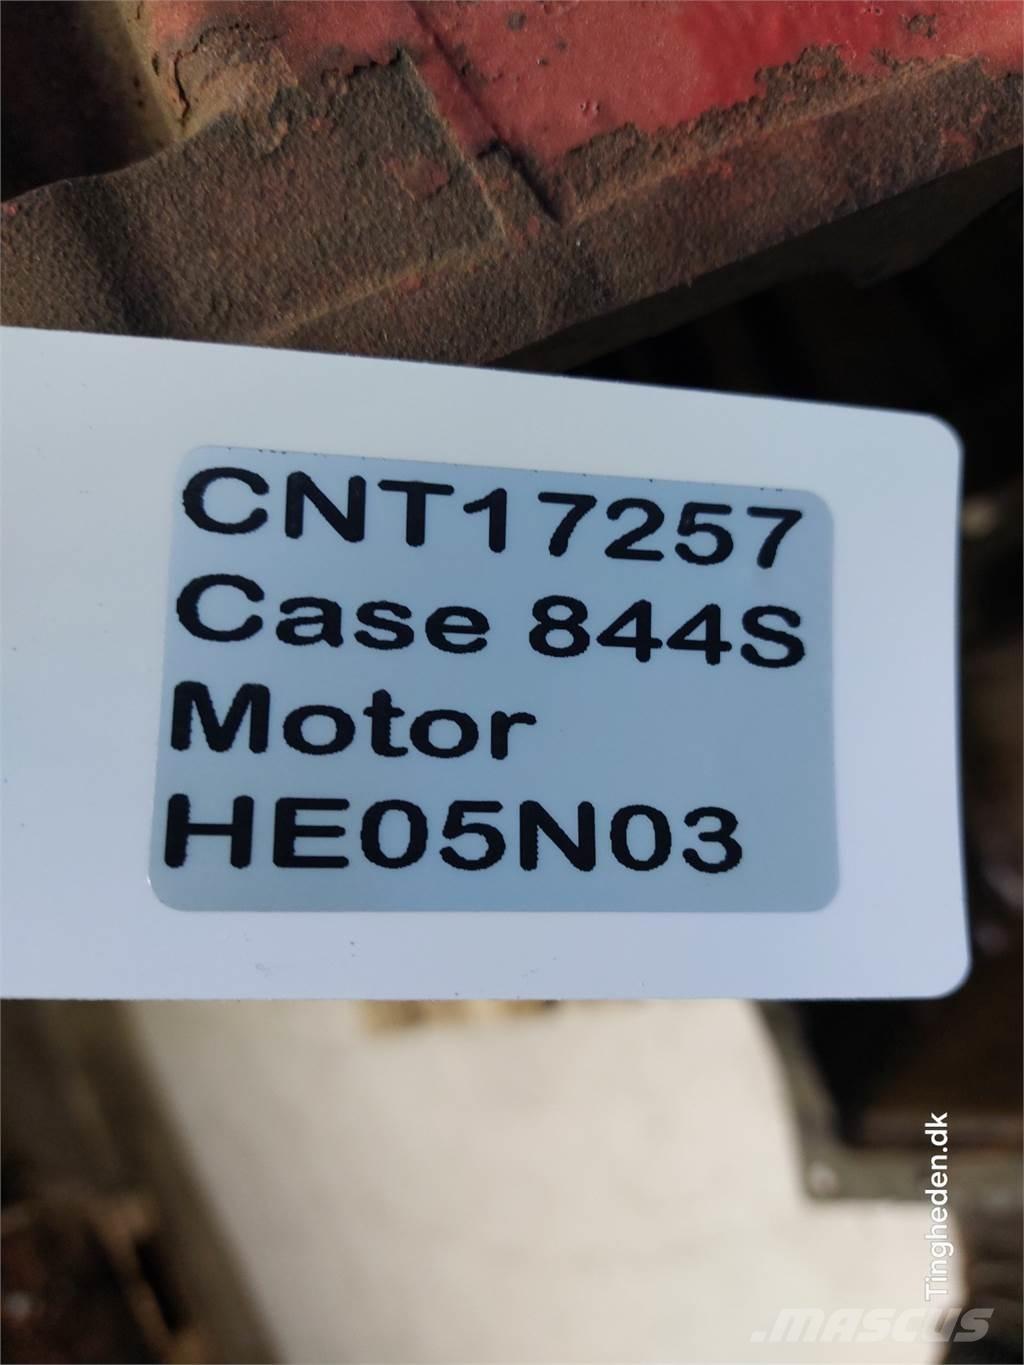 CNT17257
Case 844S
Motor
HE05N03
Tingheden.dk
.MASCUS